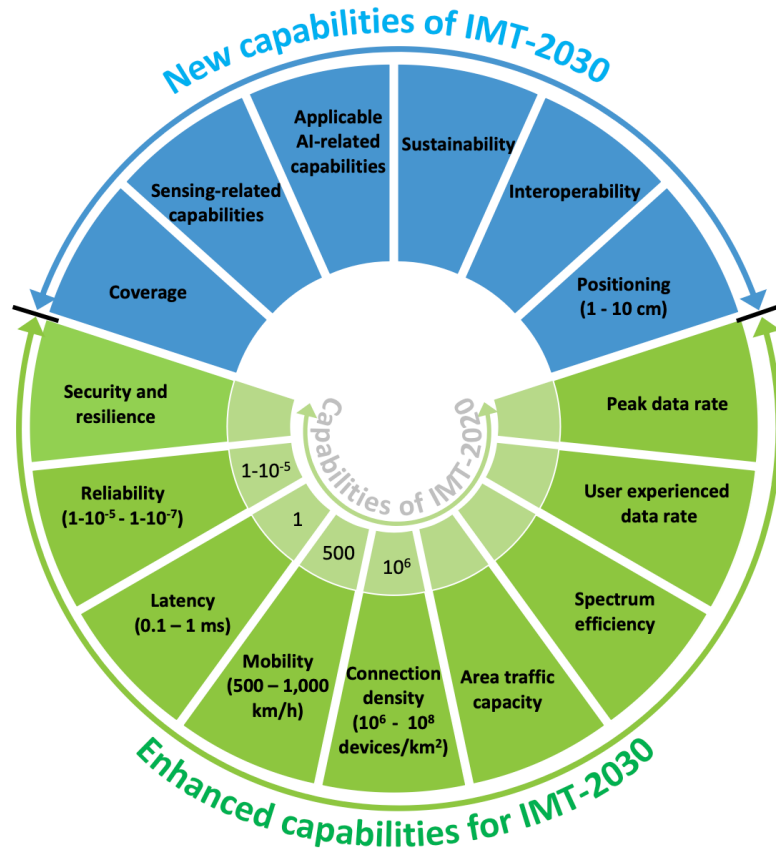 New capabilities of IMT-2030
Applicable
AI-related
capabilities
Sustainability
Sensing-related
capabilities
Interoperability
Coverage
Positioning
(1 - 10 cm)
Security and
resilience
Capabilities of IMT-2020
Peak data rate
Reliability
(1-10⁻⁵ - 1-10⁻⁷)
1-10⁻⁵
User experienced
data rate
Latency
(0.1 – 1 ms)
1
Spectrum
efficiency
Mobility
(500 – 1,000
km/h)
500
Connection
density
(10⁶ - 10⁸
devices/km²)
10⁶
Area traffic
capacity
Enhanced capabilities for IMT-2030